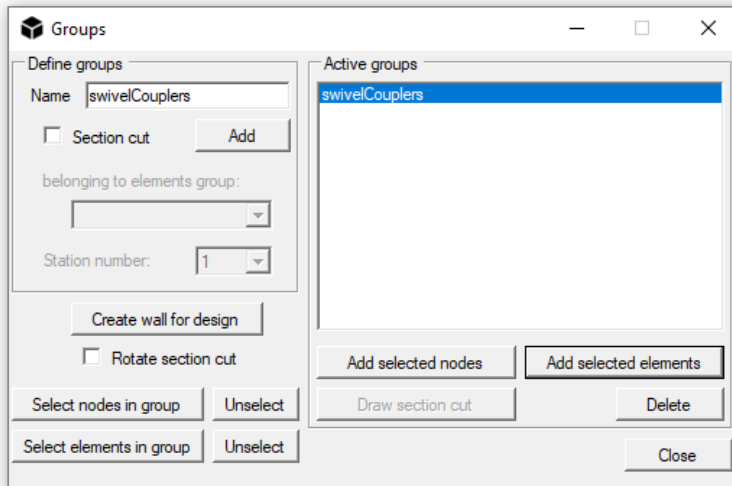 Groups
Define groups
Name swivelCouplers
Section cut Add
belonging to elements group:
Station number: 1
Create wall for design
Rotate section cut
Select nodes in group Unselect
Select elements in group Unselect
Active groups
swivelCouplers
Add selected nodes Add selected elements
Draw section cut Delete
Close